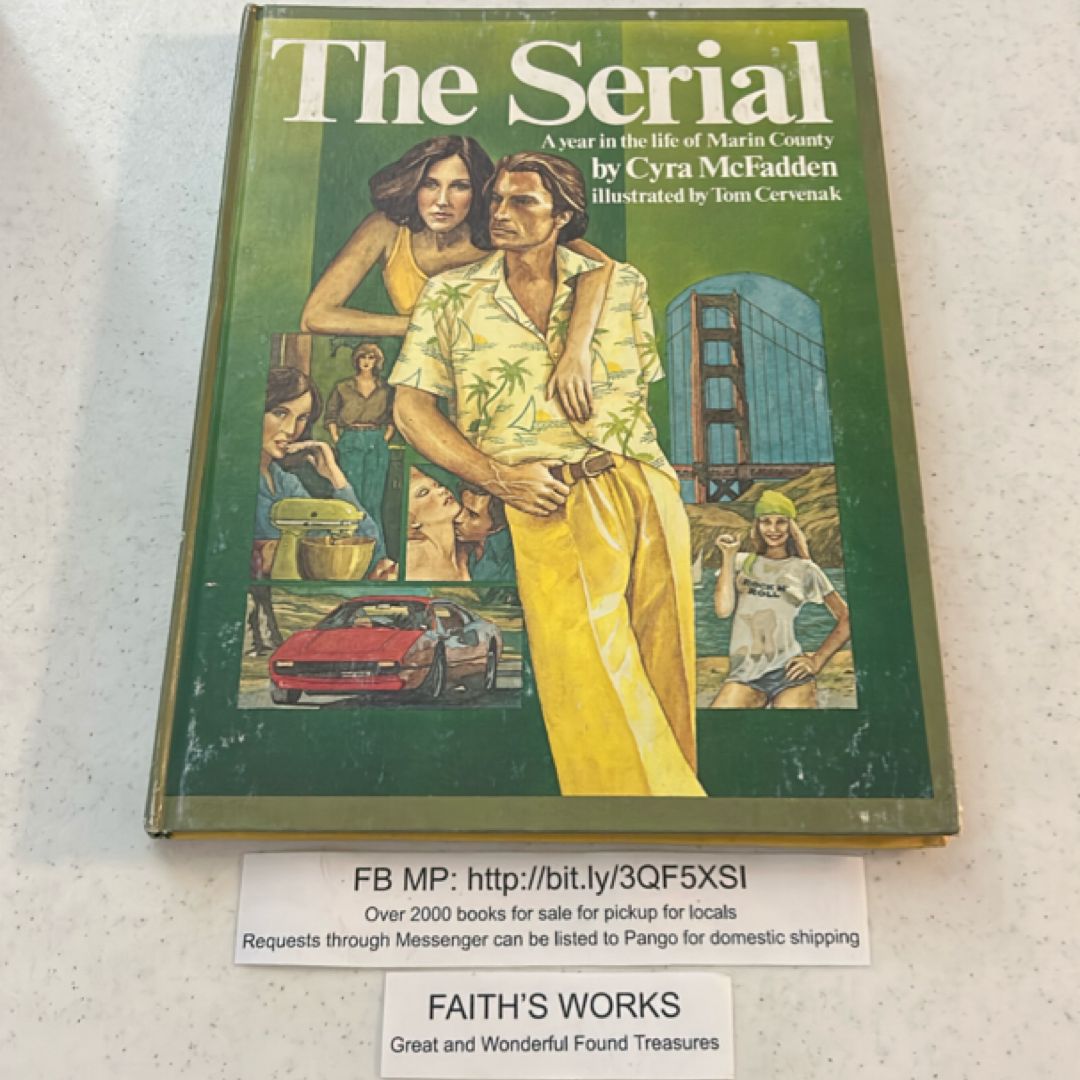 The Serial
A year in the life of Marin County
by Cyra McFadden
illustrated by Tom Cervenak
ROCK N'
ROLL
FB MP: http://bit.ly/3QF5XSI
Over 2000 books for sale for pickup for locals
Requests through Messenger can be listed to Pango for domestic shipping
FAITH'S WORKS
Great and Wonderful Found Treasures